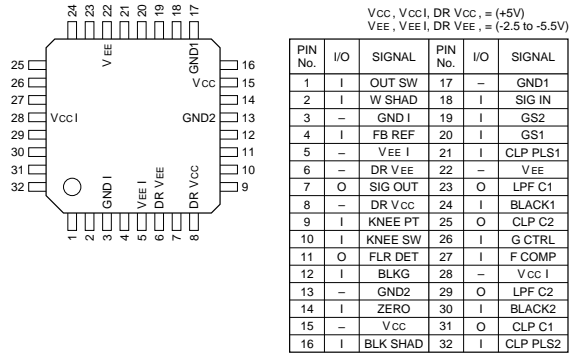 VCC, VCCI, DR VCC, = (+5V)
VEE, VEE I, DR VEE, = (-2.5 to -5.5V)
24 23 22 21 20 19 18 17
VEE GND1
25 16
26 VCC 15
27 14
28 VCCI GND2 13
29 12
30 11
31 10
32 9
GND I VEE I DR VEE DR VCC
1 2 3 4 5 6 7 8
PIN No. I/O SIGNAL PIN No. I/O SIGNAL
1 I OUT SW 17 – GND1
2 I W SHAD 18 I SIG IN
3 – GND I 19 I GS2
4 I FB REF 20 I GS1
5 – VEE I 21 I CLP PLS1
6 – DR VEE 22 – VEE
7 O SIG OUT 23 O LPF C1
8 – DR VCC 24 I BLACK1
9 I KNEE PT 25 O CLP C2
10 I KNEE SW 26 I G CTRL
11 O FLR DET 27 I F COMP
12 I BLKG 28 – VCC I
13 – GND2 29 O LPF C2
14 I ZERO 30 I BLACK2
15 – VCC 31 O CLP C1
16 I BLK SHAD 32 I CLP PLS2